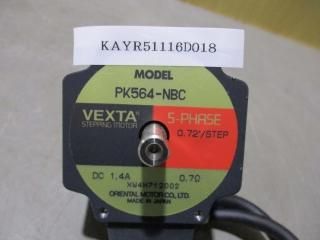 KAYR51116D018
MODEL
PK564-NBC
VEXTA
STEPPING MOTOR
5-PHASE
0.72°/STEP
DC 1.4A 0.7Ω
XW4H712002
ORIENTAL MOTOR CO., LTD.
MADE IN JAPAN